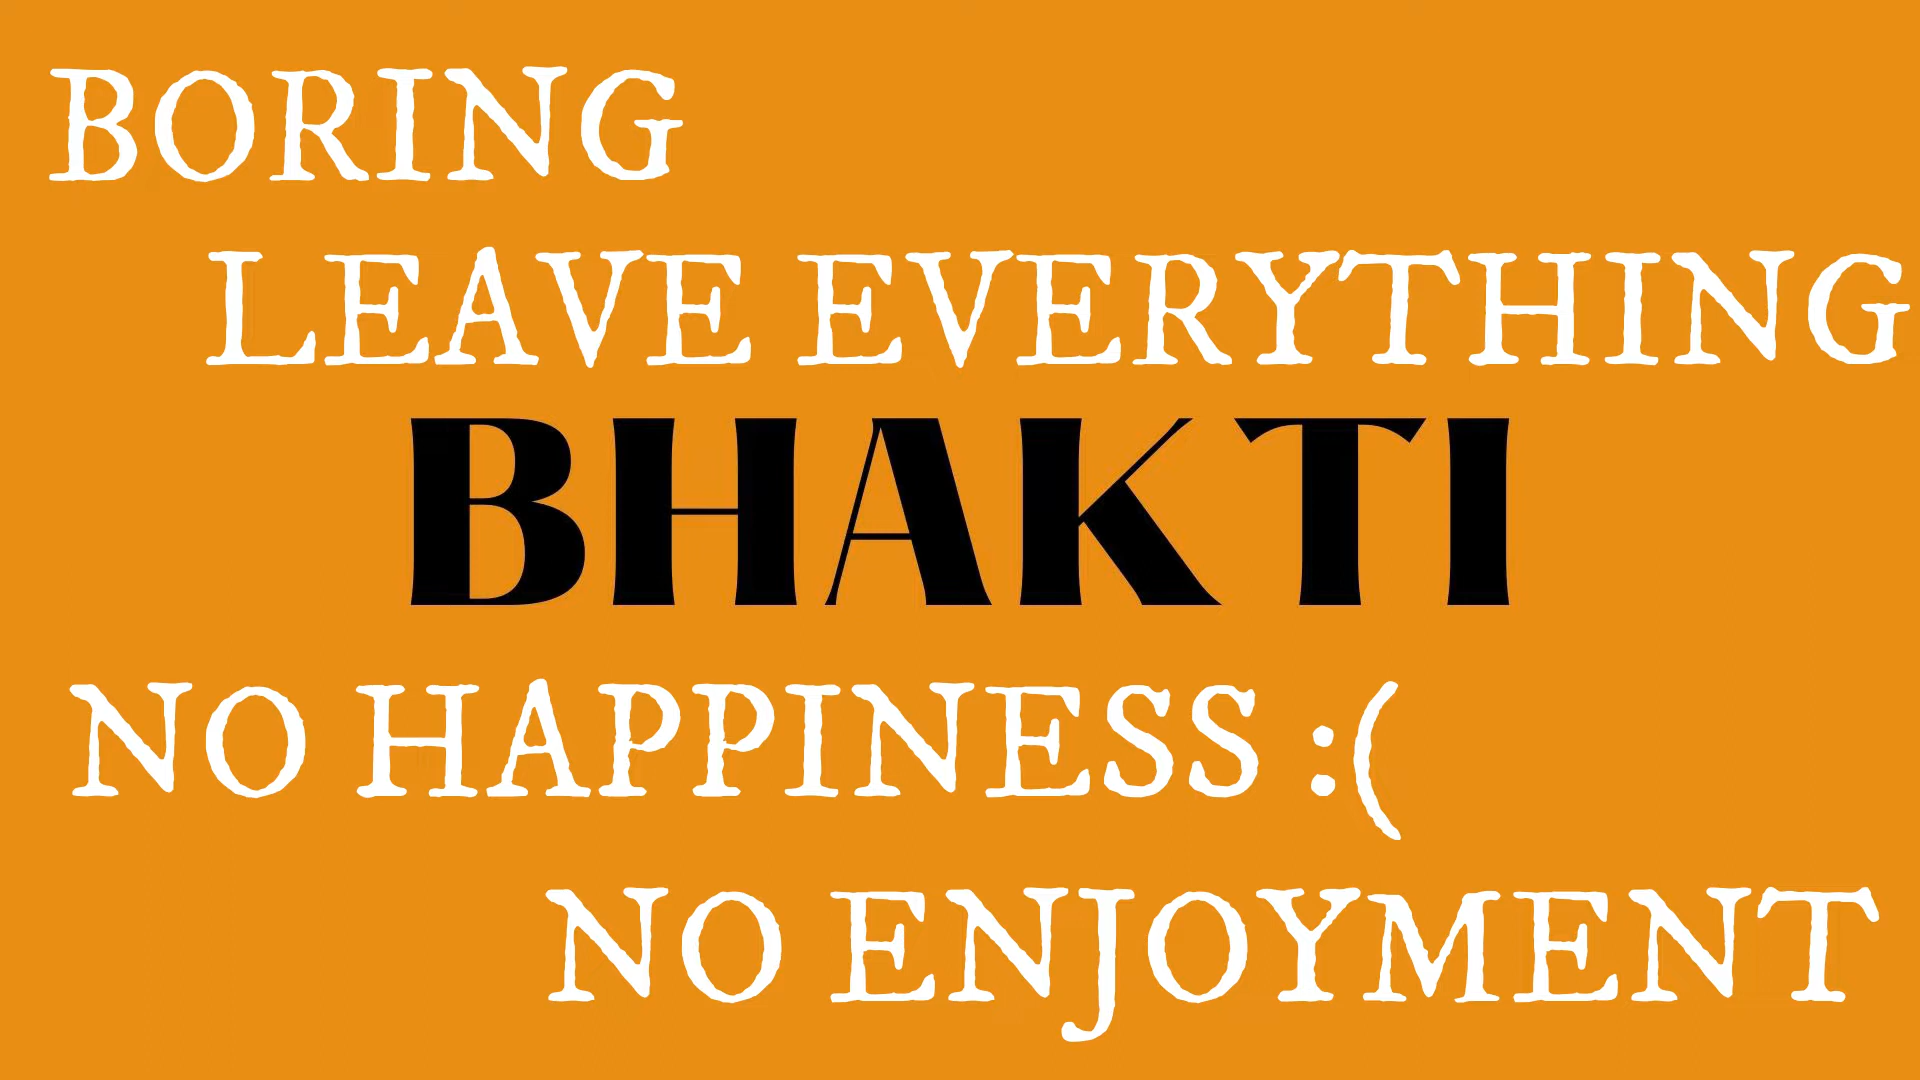 BORING
LEAVE EVERYTHING
BHAKTI
NO HAPPINESS :(
NO ENJOYMENT